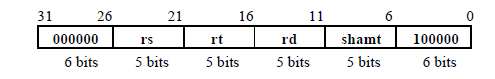 31 26 21 16 11 6 0
000000 rs rt rd shamt 100000
6 bits 5 bits 5 bits 5 bits 5 bits 6 bits